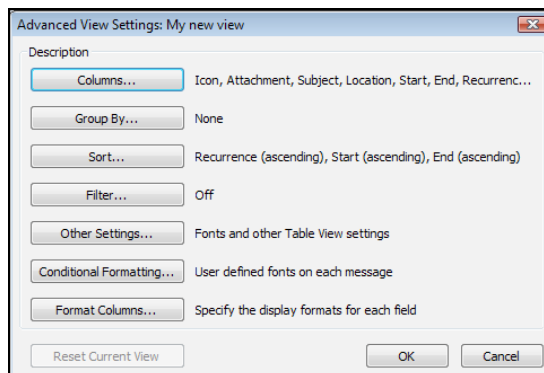 Advanced View Settings: My new view
Description
Columns... Icon, Attachment, Subject, Location, Start, End, Recurrenc...
Group By... None
Sort... Recurrence (ascending), Start (ascending), End (ascending)
Filter... Off
Other Settings... Fonts and other Table View settings
Conditional Formatting... User defined fonts on each message
Format Columns... Specify the display formats for each field
Reset Current View OK Cancel